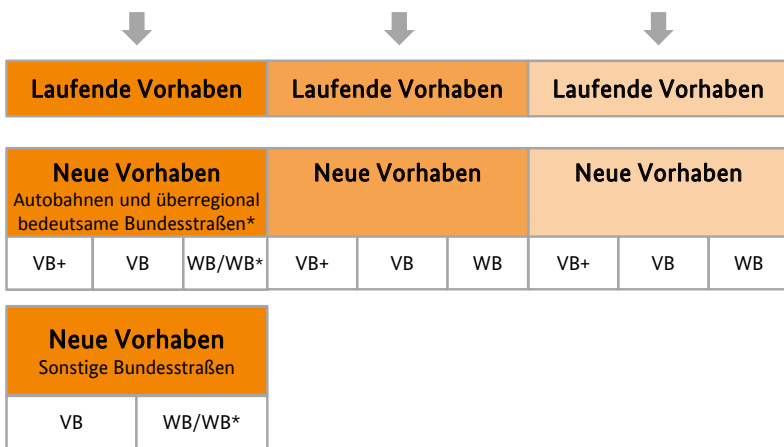 Laufende Vorhaben Laufende Vorhaben Laufende Vorhaben
Neue Vorhaben Neue Vorhaben Neue Vorhaben
Autobahnen und überregional
bedeutsame Bundesstraßen*
VB+ VB WB/WB* VB+ VB WB VB+ VB WB
Neue Vorhaben
Sonstige Bundesstraßen
VB WB/WB*